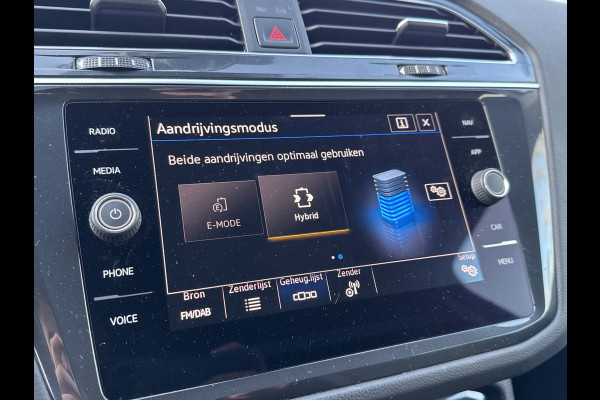 RADIO
MEDIA
PHONE
VOICE
Aandrijvingsmodus
Beide aandrijvingen optimaal gebruiken
E
E-MODE
Hybrid
Bron
FM/DAB
Zenderlijst
Geheug.lijst
Zender
Setup
NAV
APP
CAR
MENU